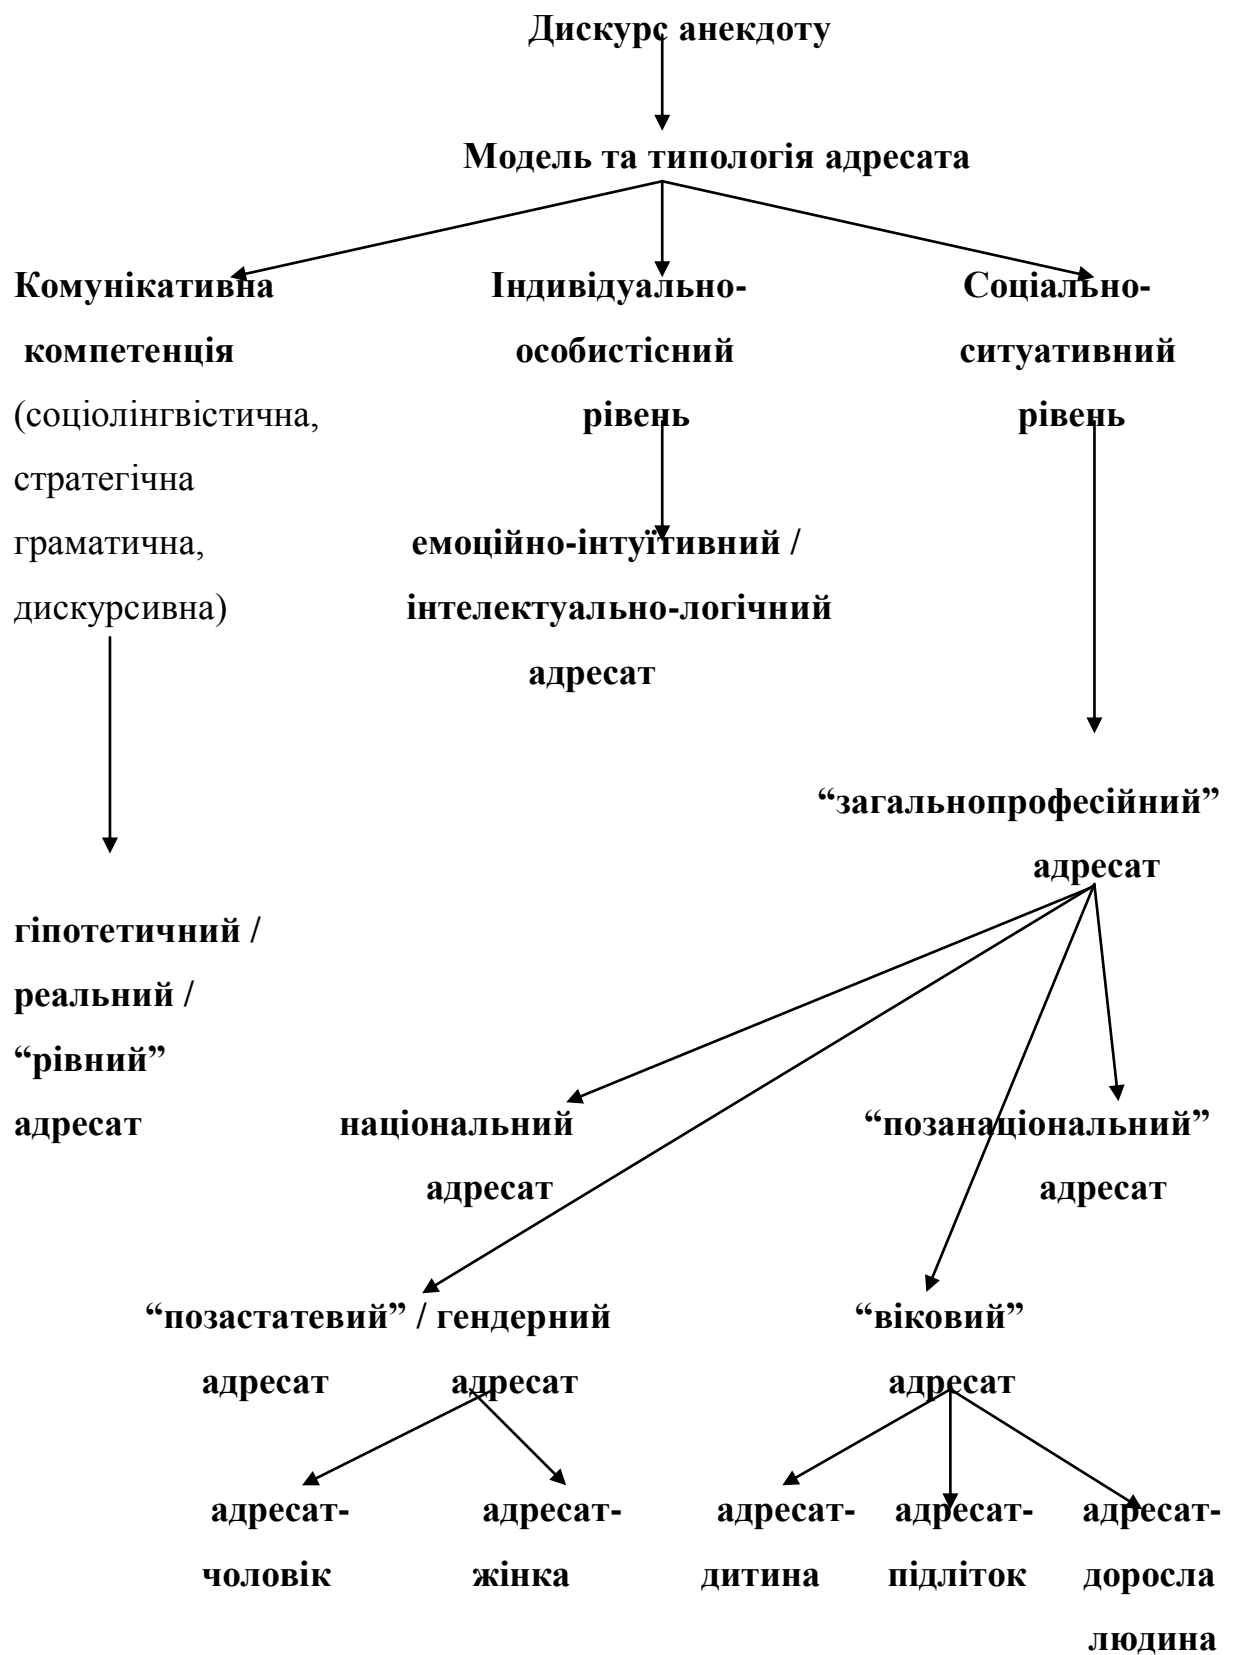 Дискурс анекдоту
Модель та типологія адресата
Комунікативна
компетенція
(соціолінгвістична,
стратегічна
граматична,
дискурсивна)
Індивідуально-
особистісний
рівень
Соціально-
ситуативний
рівень
емоційно-інтуїтивний /
інтелектуально-логічний
адресат
“загальнопрофесійний”
адресат
гіпотетичний /
реальний /
“рівний”
адресат
національний
адресат
“позанаціональний”
адресат
“позастатевий” / гендерний
адресат адресат
“віковий”
адресат
адресат-
чоловік
адресат-
жінка
адресат-
дитина
адресат-
підліток
адресат-
доросла
людина